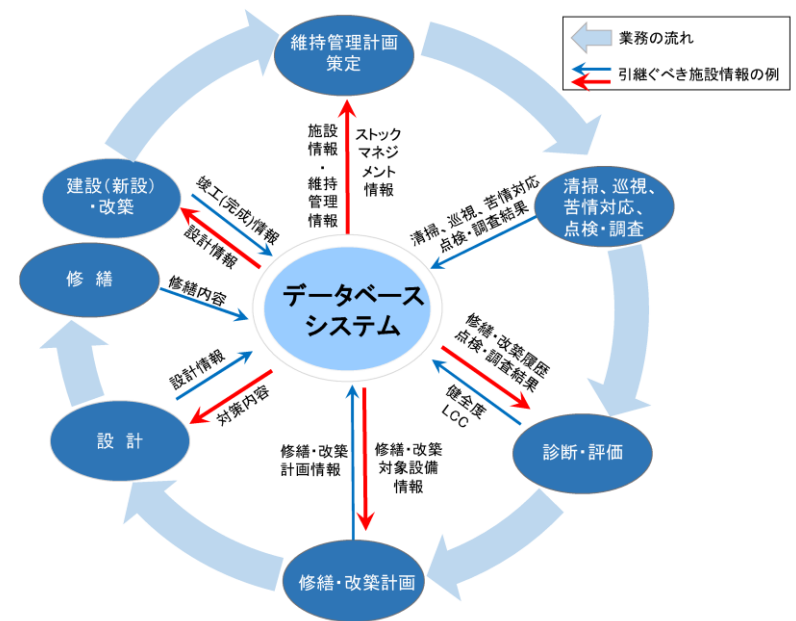 維持管理計画
策定
業務の流れ
引継ぐべき施設情報の例
施設
情報
・
維持
管理
情報
ストック
マネジ
メント
情報
清掃、巡視、
苦情対応、
点検・調査
清掃、巡視、苦情対応
点検・調査結果
建設(新設)
・改築
竣工(完成)情報
設計情報
修 繕
修繕内容
データベース
システム
修繕・改築履歴
点検・調査結果
健全度
LCC
診断・評価
設計情報
対策内容
設 計
修繕・改築
計画情報
修繕・改築
対象設備
情報
修繕・改築計画